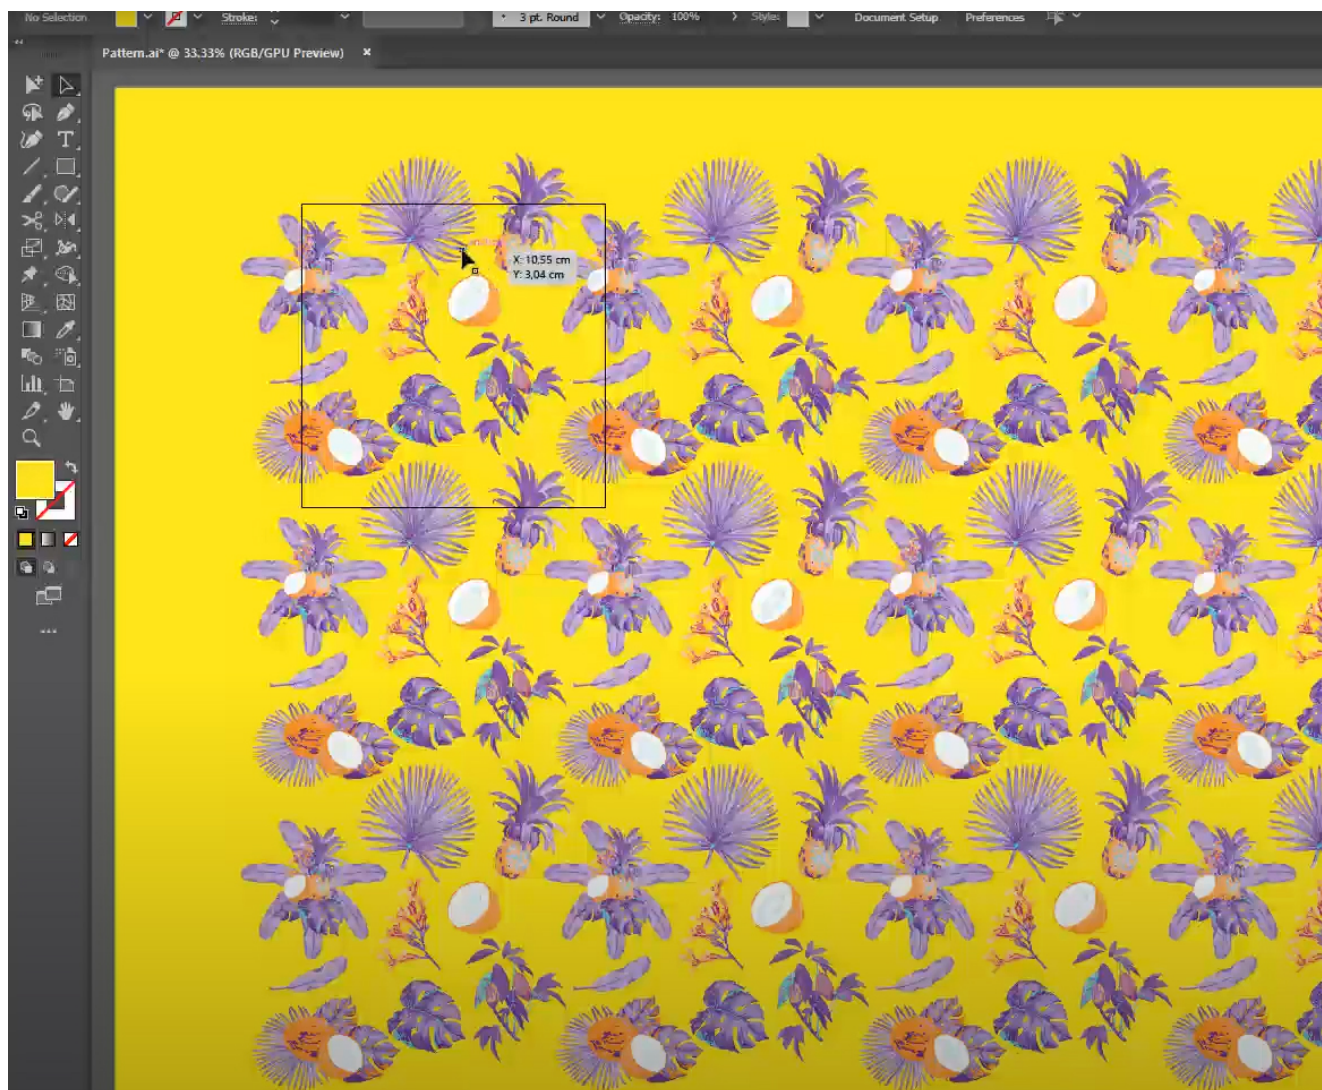 No Selection Stroke: 3 pt. Round Opacity: 100% Style: Document Setup Preferences
Pattern.ai* @ 33,33% (RGB/GPU Preview) ×
X: 10,55 cm
Y: 3,04 cm